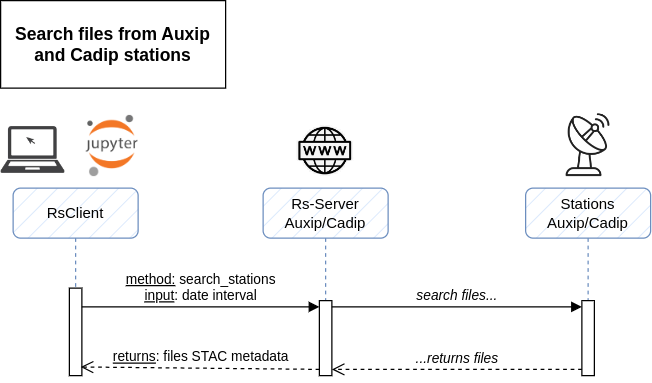 Search files from Auxip
and Cadip stations
jupyter
WWW
RsClient
Rs-Server
Auxip/Cadip
Stations
Auxip/Cadip
method: search_stations
input: date interval
search files...
returns: files STAC metadata
...returns files